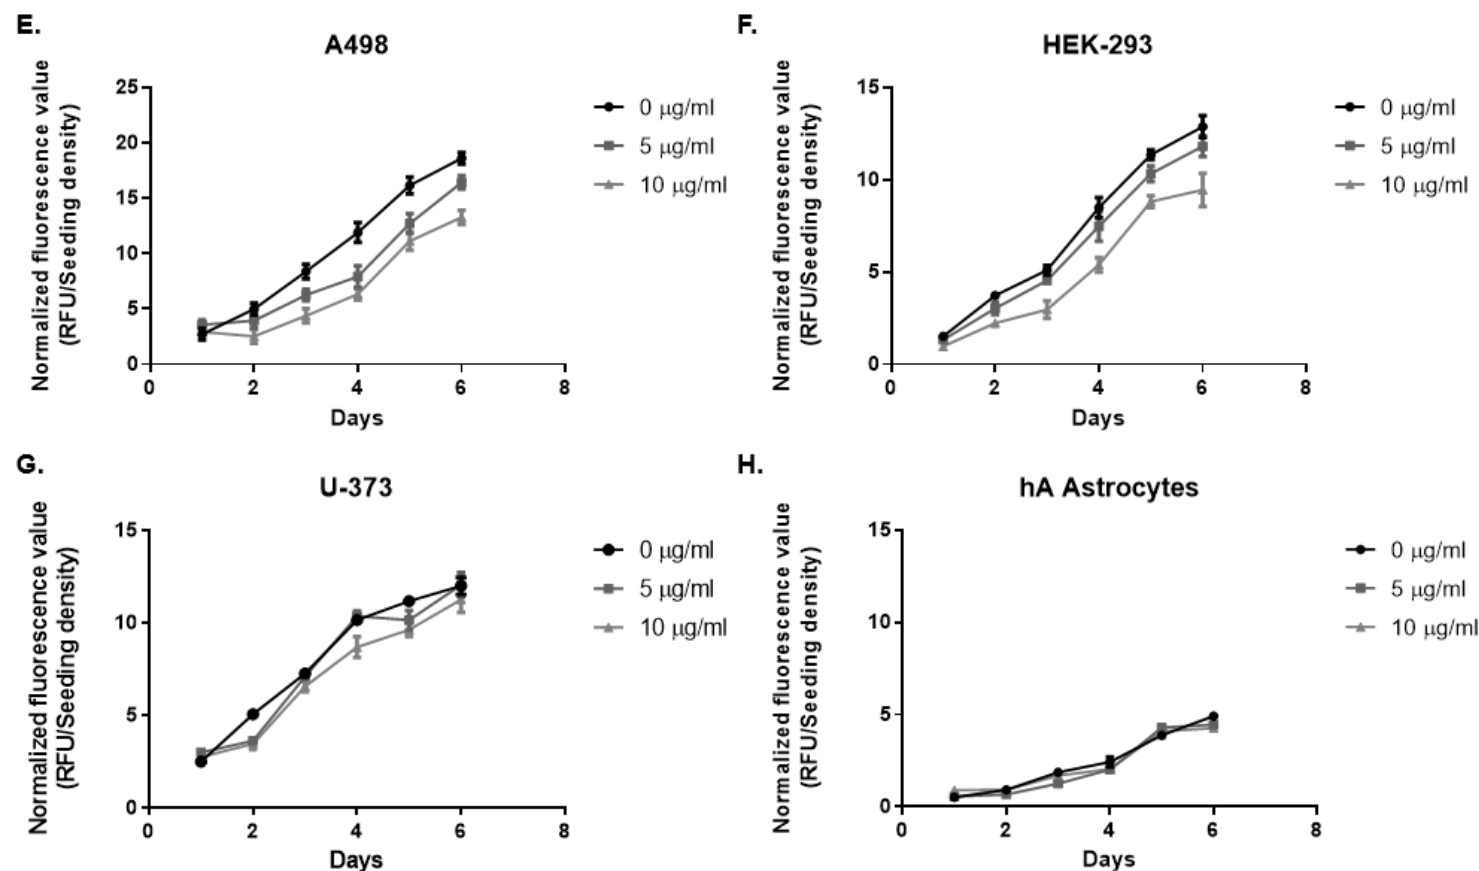 E.
A498
Normalized fluorescence value
(RFU/Seeding density)
25
20
15
10
5
0
0 2 4 6 8
Days
0 μg/ml
5 μg/ml
10 μg/ml
F.
HEK-293
Normalized fluorescence value
(RFU/Seeding density)
15
10
5
0
0 2 4 6 8
Days
0 μg/ml
5 μg/ml
10 μg/ml
G.
U-373
Normalized fluorescence value
(RFU/Seeding density)
15
10
5
0
0 2 4 6 8
Days
0 μg/ml
5 μg/ml
10 μg/ml
H.
hA Astrocytes
Normalized fluorescence value
(RFU/Seeding density)
15
10
5
0
0 2 4 6 8
Days
0 μg/ml
5 μg/ml
10 μg/ml